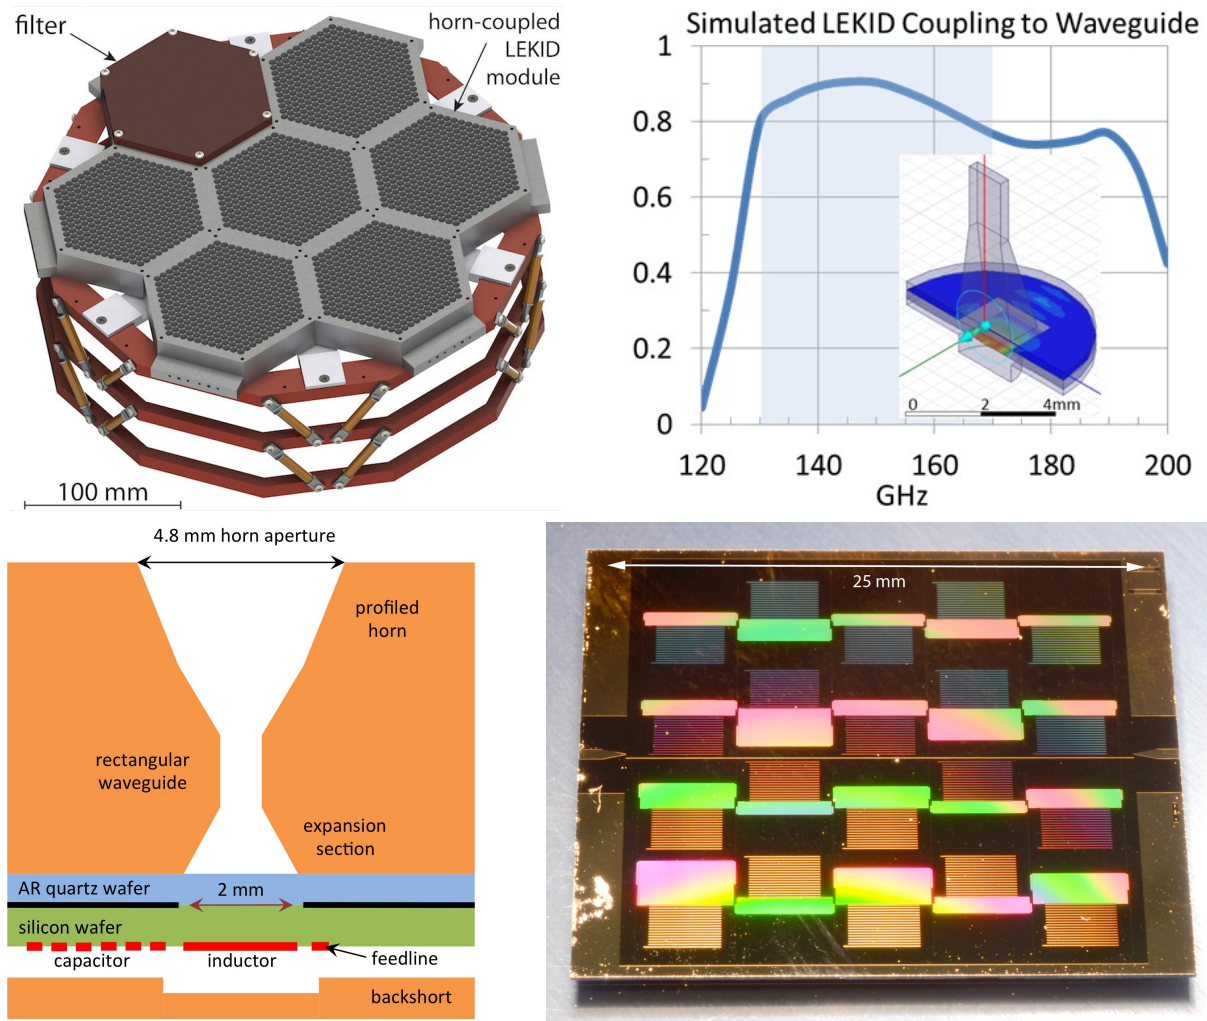 filter
horn-coupled
LEKID
module
100 mm
Simulated LEKID Coupling to Waveguide
1
0.8
0.6
0.4
0.2
0
0 2 4mm
120 140 160 180 200
GHz
4.8 mm horn aperture
profiled
horn
rectangular
waveguide
expansion
section
AR quartz wafer
2 mm
silicon wafer
capacitor
inductor
feedline
backshort
25 mm